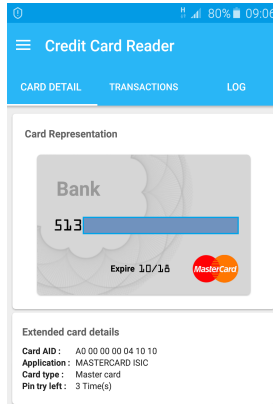 80% 09:06
Credit Card Reader
CARD DETAIL TRANSACTIONS LOG
Card Representation
Bank
513
Expire 10/18
MasterCard
Extended card details
Card AID : A0 00 00 00 04 10 10
Application : MASTERCARD ISIC
Card type : Master card
Pin try left : 3 Time(s)